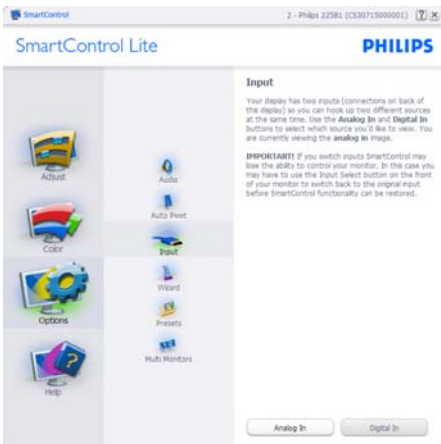 SmartControl
2 - Philips 225B1 (CS30715000001)
SmartControl Lite
PHILIPS
Adjust
Color
Options
Help
Audio
Auto Pivot
Input
Wizard
Presets
Multi Monitors
Input
Your display has two inputs (connections on back of
the display) so you can hook up two different sources
at the same time. Use the Analog In and Digital In
buttons to select which source you'd like to view. You
are currently viewing the analog in image.
IMPORTANT! If you switch inputs SmartControl may
lose the ability to control your monitor. In this case you
may have to use the Input Select button on the front
of your monitor to switch back to the original input
before SmartControl functionality can be restored.
Analog In
Digital In